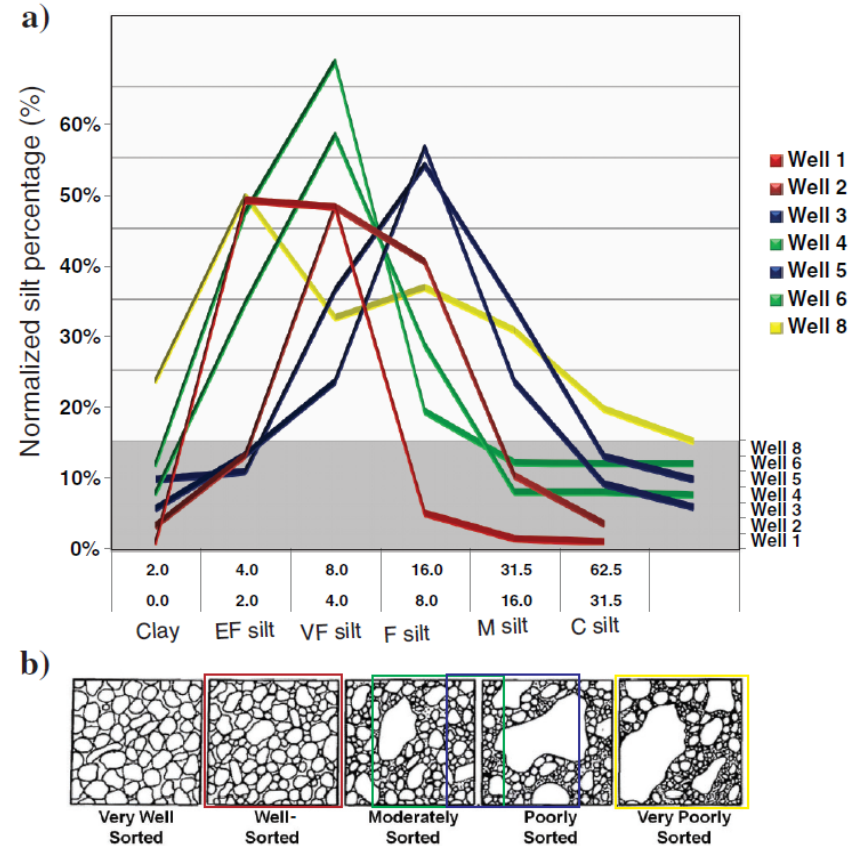 a)
Normalized silt percentage (%)
60%
50%
40%
30%
20%
10%
0%
Well 1
Well 2
Well 3
Well 4
Well 5
Well 6
Well 8
Well 8
Well 6
Well 5
Well 4
Well 3
Well 2
Well 1
2.0 4.0 8.0 16.0 31.5 62.5
0.0 2.0 4.0 8.0 16.0 31.5
Clay EF silt VF silt F silt M silt C silt
b)
Very Well Well- Moderately Poorly Very Poorly
Sorted Sorted Sorted Sorted Sorted